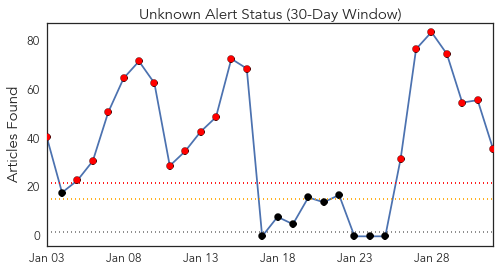 Unknown Alert Status (30-Day Window)
Articles Found
80
60
40
20
0
Jan 03 Jan 08 Jan 13 Jan 18 Jan 23 Jan 28